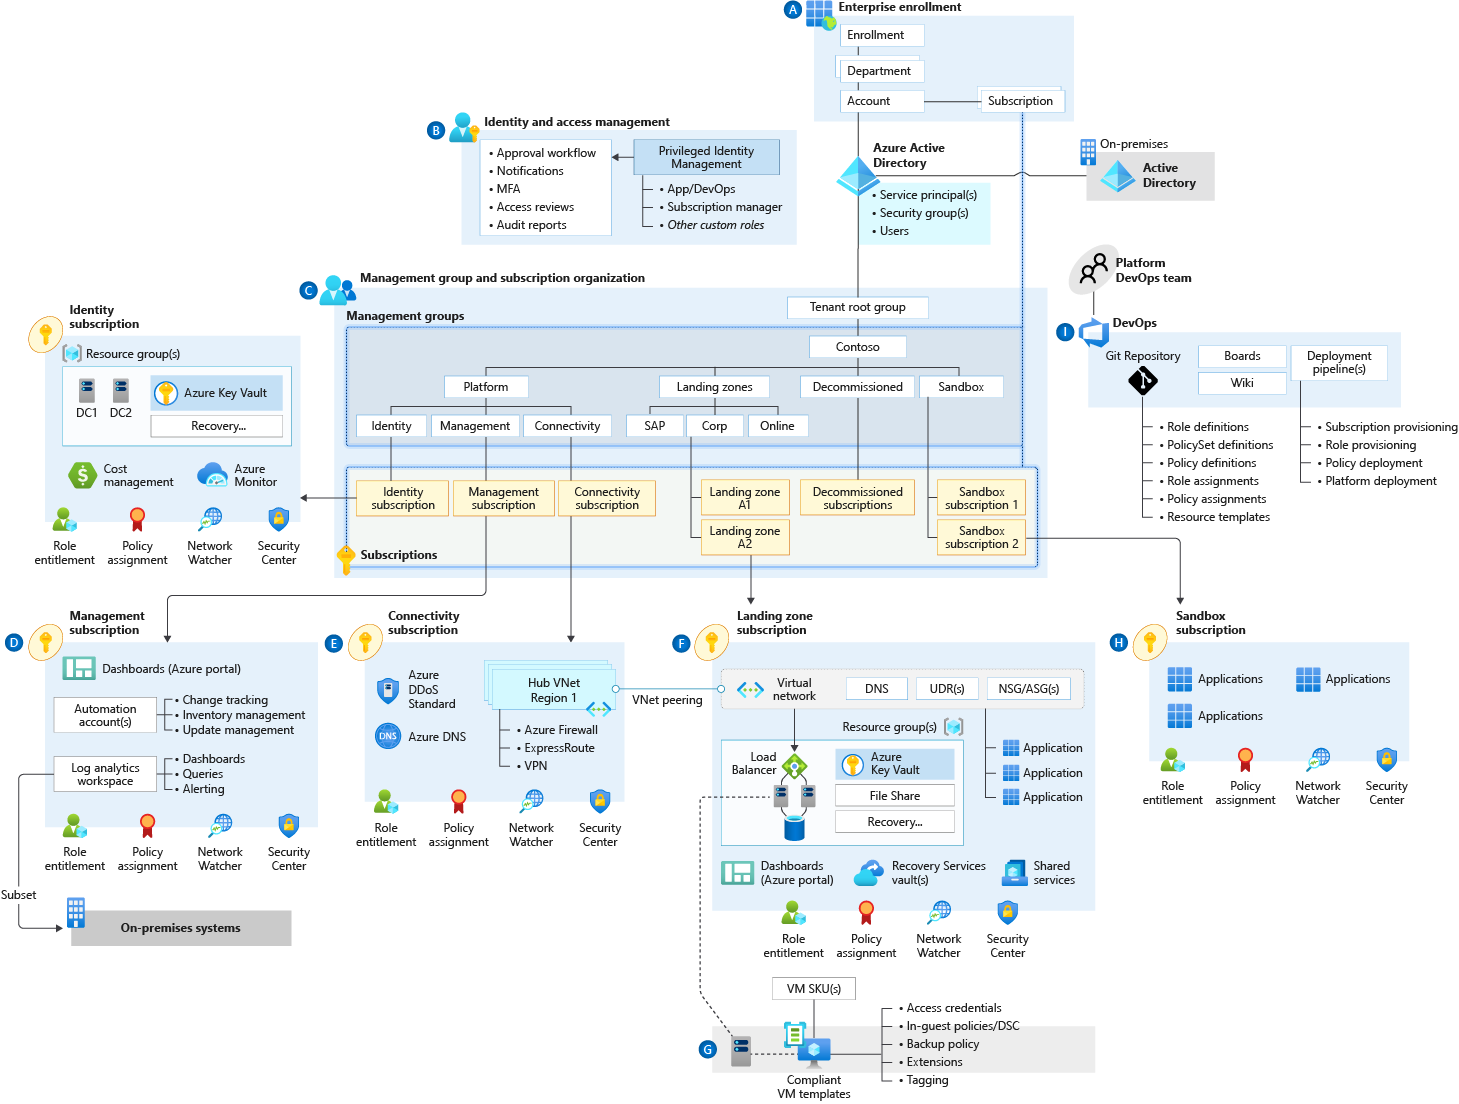 A
Enterprise enrollment
Enrollment
Department
Account
Subscription
B
Identity and access management
• Approval workflow
• Notifications
• MFA
• Access reviews
• Audit reports
Privileged Identity
Management
• App/DevOps
• Subscription manager
• Other custom roles
Azure Active
Directory
• Service principal(s)
• Security group(s)
• Users
On-premises
Active
Directory
Platform
DevOps team
I
DevOps
Git Repository
Boards
Wiki
Deployment
pipeline(s)
• Role definitions
• PolicySet definitions
• Policy definitions
• Role assignments
• Policy assignments
• Resource templates
• Subscription provisioning
• Role provisioning
• Policy deployment
• Platform deployment
C
Management group and subscription organization
Management groups
Tenant root group
Contoso
Platform
Landing zones
Decommissioned
Sandbox
Identity
Management
Connectivity
SAP
Corp
Online
Identity
subscription
Management
subscription
Connectivity
subscription
Landing zone
A1
Landing zone
A2
Decommissioned
subscriptions
Sandbox
subscription 1
Sandbox
subscription 2
Subscriptions
Identity
subscription
Resource group(s)
DC1
DC2
Azure Key Vault
Recovery...
Cost
management
Azure
Monitor
Role
entitlement
Policy
assignment
Network
Watcher
Security
Center
D
Management
subscription
Dashboards (Azure portal)
Automation
account(s)
• Change tracking
• Inventory management
• Update management
Log analytics
workspace
• Dashboards
• Queries
• Alerting
Role
entitlement
Policy
assignment
Network
Watcher
Security
Center
Subset
On-premises systems
E
Connectivity
subscription
Azure
DDoS
Standard
DNS
Azure DNS
Hub VNet
Region 1
• Azure Firewall
• ExpressRoute
• VPN
Role
entitlement
Policy
assignment
Network
Watcher
Security
Center
VNet peering
F
Landing zone
subscription
Virtual
network
DNS
UDR(s)
NSG/ASG(s)
Resource group(s)
Load
Balancer
Azure
Key Vault
File Share
Recovery...
Application
Application
Application
Dashboards
(Azure portal)
Recovery Services
vault(s)
Shared
services
Role
entitlement
Policy
assignment
Network
Watcher
Security
Center
G
VM SKU(s)
Compliant
VM templates
• Access credentials
• In-guest policies/DSC
• Backup policy
• Extensions
• Tagging
H
Sandbox
subscription
Applications
Applications
Applications
Role
entitlement
Policy
assignment
Network
Watcher
Security
Center